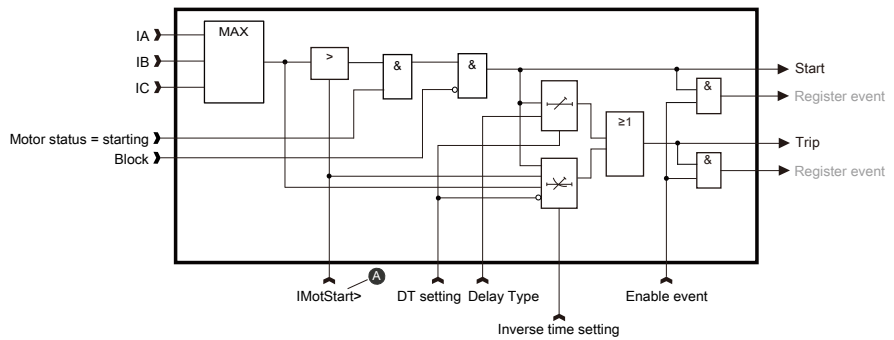 IA
IB
IC
MAX
>
&
&
Start
&
Register event
Motor status = starting
Block
≥1
Trip
&
Register event
A
IMotStart>
DT setting
Delay Type
Enable event
Inverse time setting